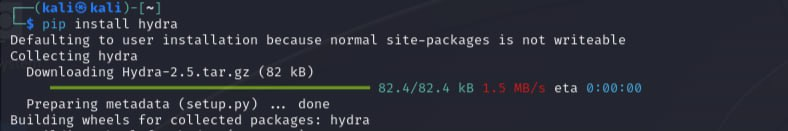 ┌──(kali㉿kali)-[~]
└─$ pip install hydra
Defaulting to user installation because normal site-packages is not writeable
Collecting hydra
  Downloading Hydra-2.5.tar.gz (82 kB)
82.4/82.4 kB 1.5 MB/s eta 0:00:00
  Preparing metadata (setup.py) ... done
Building wheels for collected packages: hydra